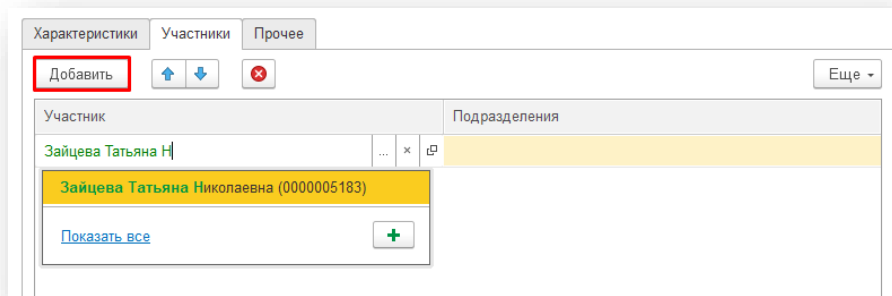 Характеристики Участники Прочее
Добавить Еще
Участник Подразделения
Зайцева Татьяна Н ... ×
Зайцева Татьяна Николаевна (0000005183)
Показать все